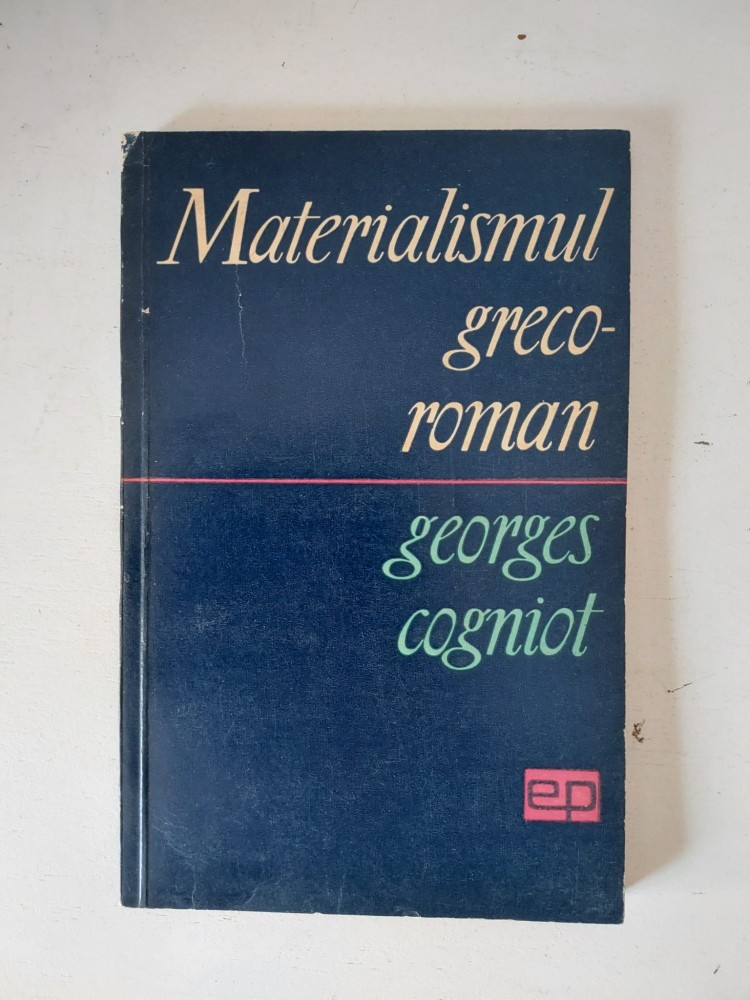 Materialismul
greco-
roman
georges
cogniot
ep